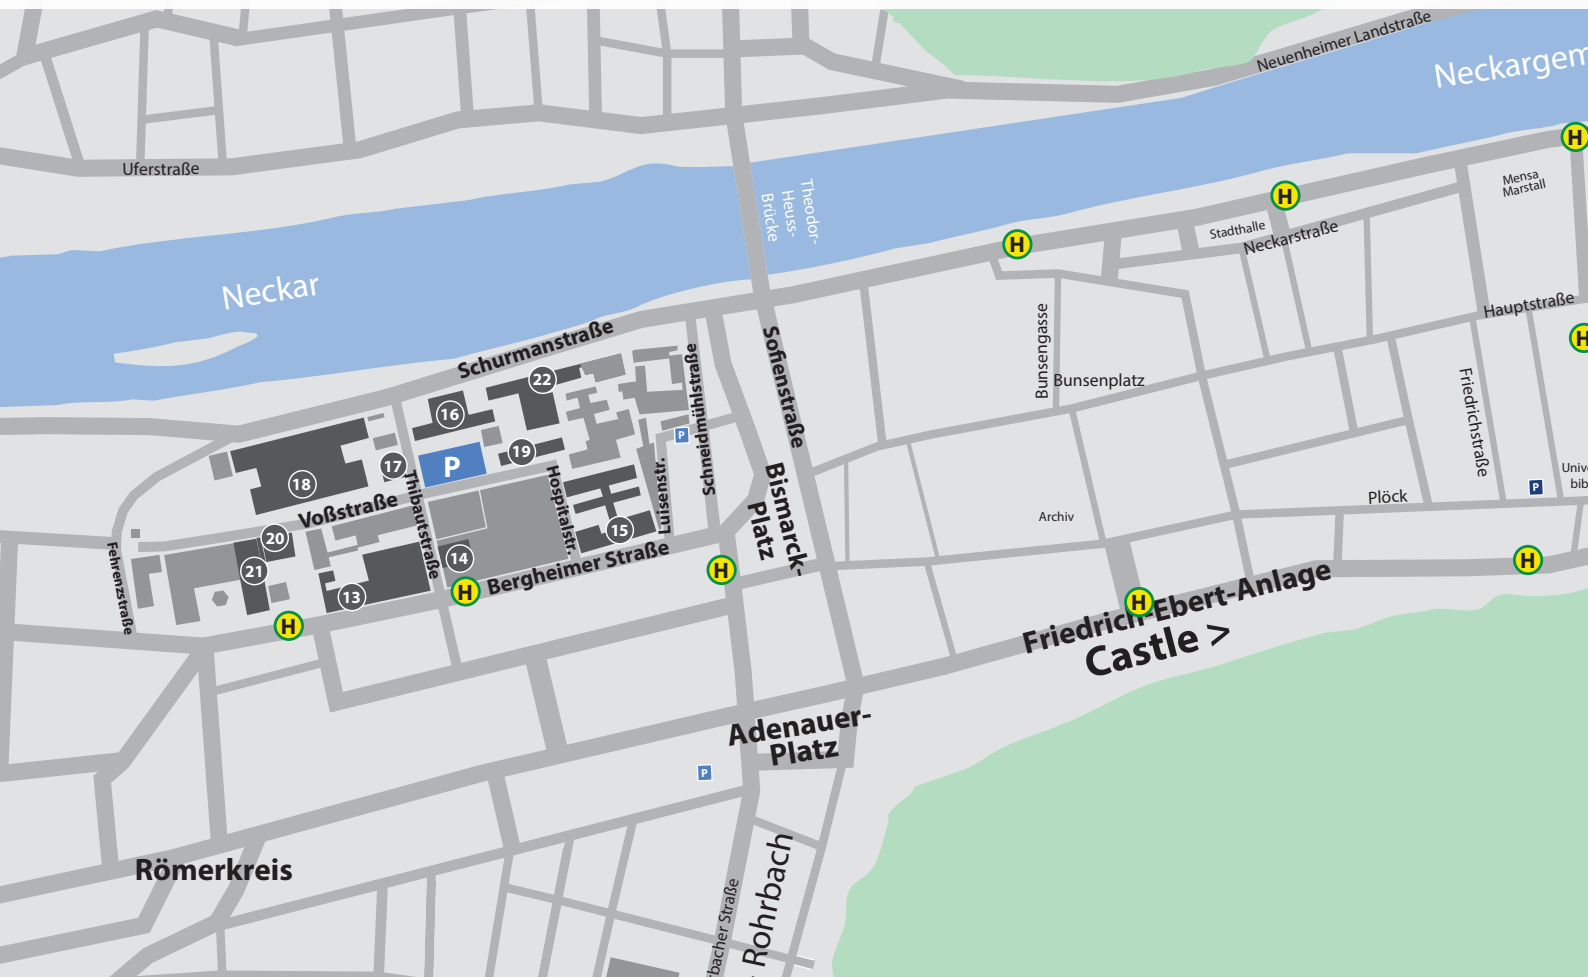 Neuenheimer Landstraße
Neckargem
H
Uferstraße
Mensa
Marstall
Theodor-
Heuss-
Brücke
H
Stadthalle
Neckarstraße
H
Neckar
Hauptstraße
Schurmanstraße
Sofienstraße
Bunsengasse
H
22
Schneidmühlstraße
Bunsenplatz
Friedrichstraße
16
P
19
17
P
18
Thibautstraße
Hospitalstr.
Luisenstr.
Bismarck-
Platz
Unive
bib
P
Plöck
Voßstraße
Archiv
15
20
14
21
Fehrenzstraße
Bergheimer Straße
H
H
H
13
H
H
Friedrich-Ebert-Anlage
Castle >
Adenauer-
Platz
P
Römerkreis
rbacher Straße
Rohrbach